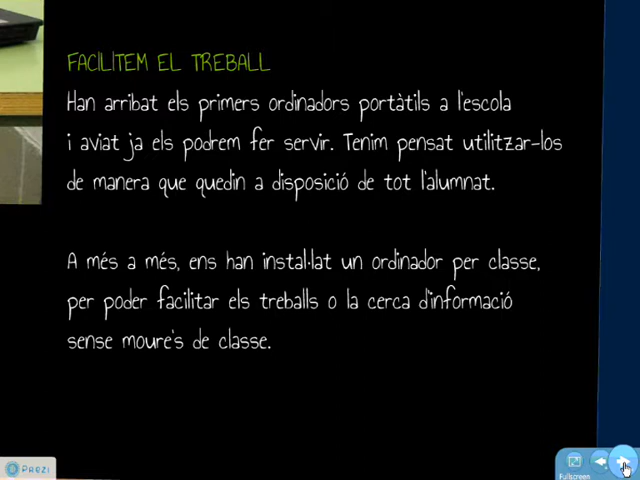 FACILITEM EL TREBALL
Han arribat els primers ordinadors portàtils a l'escola
i aviat ja els podrem fer servir. Tenim pensat utilitzar-los
de manera que quedin a disposició de tot l'alumnat.
A més a més, ens han instal·lat un ordinador per classe,
per poder facilitar els treballs o la cerca d'informació
sense moure's de classe.
Prezi
Fullscreen